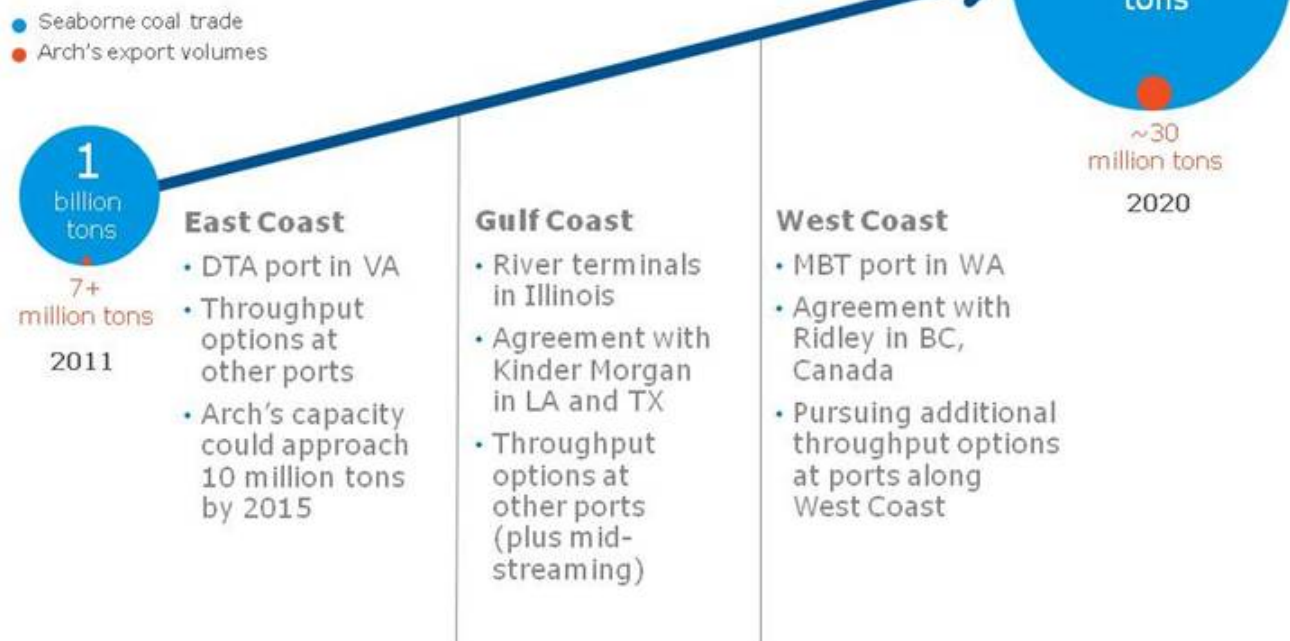 tons
Seaborne coal trade
Arch's export volumes
1
billion
tons
7+
million tons
2011
East Coast
• DTA port in VA
• Throughput
options at
other ports
• Arch's capacity
could approach
10 million tons
by 2015
Gulf Coast
• River terminals
in Illinois
• Agreement with
Kinder Morgan
in LA and TX
• Throughput
options at
other ports
(plus mid-
streaming)
West Coast
• MBT port in WA
• Agreement with
Ridley in BC,
Canada
• Pursuing additional
throughput options
at ports along
West Coast
~30
million tons
2020